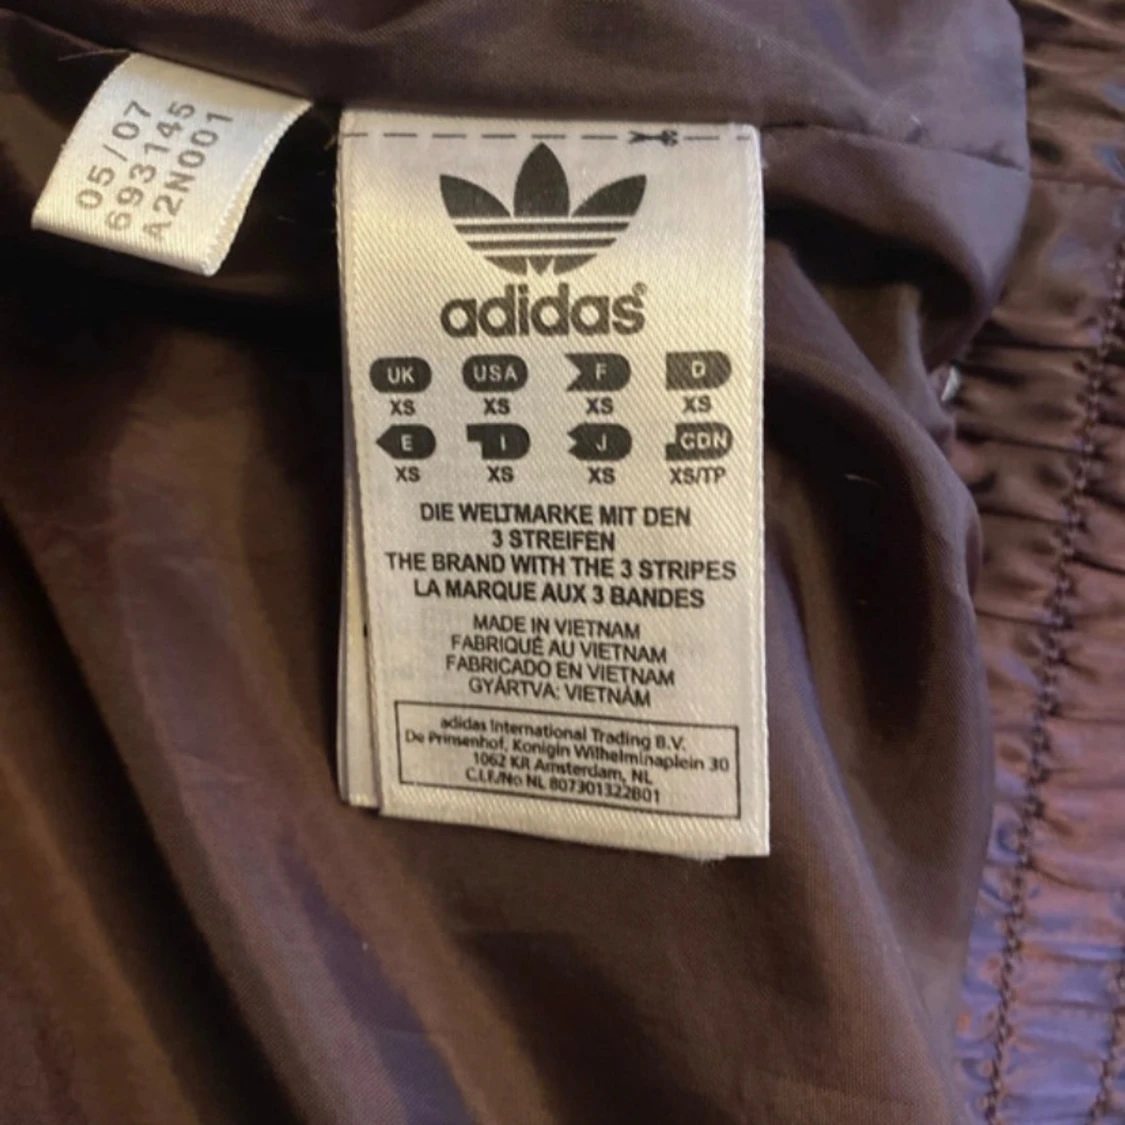 05/07
693145
A2N001
adidas®
UK USA F D
XS XS XS XS
E I J CDN
XS XS XS XS/TP
DIE WELTMARKE MIT DEN
3 STREIFEN
THE BRAND WITH THE 3 STRIPES
LA MARQUE AUX 3 BANDES
MADE IN VIETNAM
FABRIQUÉ AU VIETNAM
FABRICADO EN VIETNAM
GYÁRTVA: VIETNÁM
adidas International Trading B.V.
De Prinsenhof, Konigin Wilhelminaplein 30
1062 KR Amsterdam, NL
C.I.F./No NL 807301322B01